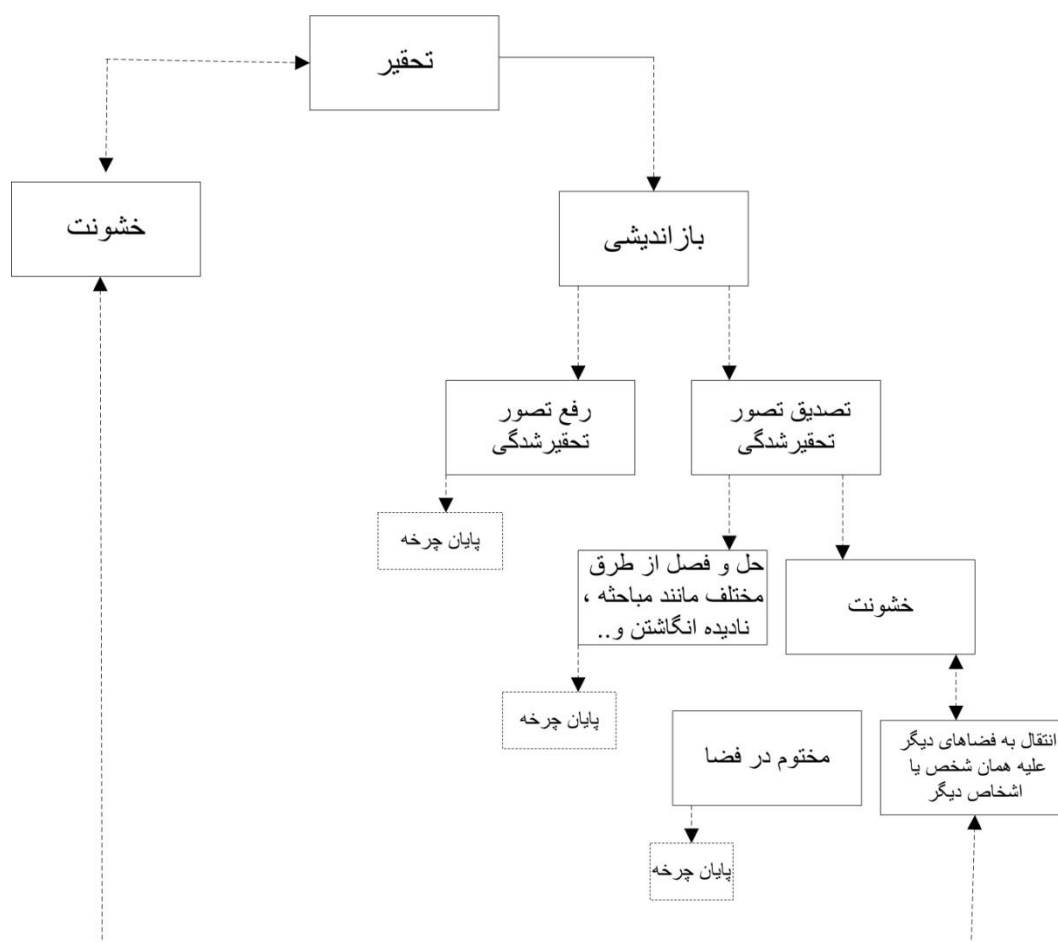 تحقیر
خشونت
بازاندیشی
تصدیق تصور
تحقیرشدگی
رفع تصور
تحقیرشدگی
پایان چرخه
حل و فصل از طرق
مختلف مانند مباحثه ،
نادیده انگاشتن و..
خشونت
پایان چرخه
مختوم در فضا
انتقال به فضاهای دیگر
علیه همان شخص یا
اشخاص دیگر
پایان چرخه